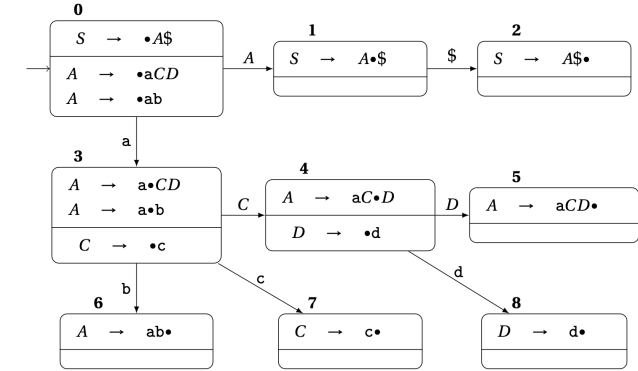 0
S → •A$
A → •aCD
A → •ab
A
1
S → A•$
$
2
S → A$•
a
3
A → a•CD
A → a•b
C → •c
C
4
A → aC•D
D → •d
D
5
A → aCD•
b
c
d
6
A → ab•
7
C → c•
8
D → d•